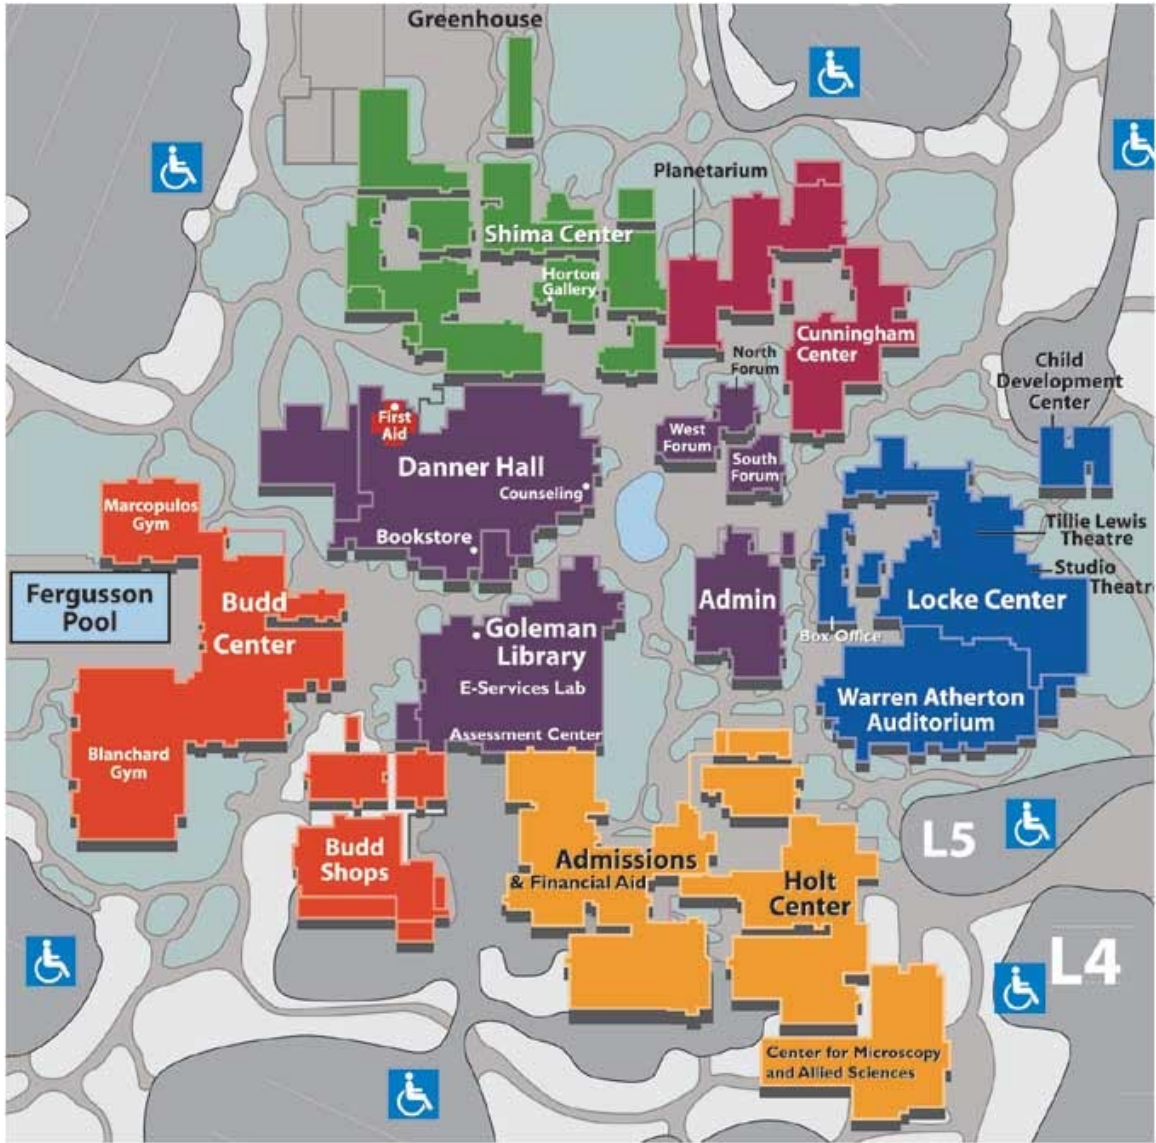 Greenhouse
Planetarium
Shima Center
Horton
Gallery
Cunningham
Center
North
Forum
Child
Development
Center
First
Aid
West
Forum
South
Forum
Danner Hall
Counseling
Marcopulos
Gym
Bookstore
Tillie Lewis
Theatre
Studio
Theatr
Fergusson
Pool
Budd
Center
Admin
Locke Center
Box Office
Goleman
Library
E-Services Lab
Assessment Center
Warren Atherton
Auditorium
Blanchard
Gym
Budd
Shops
L5
Admissions
& Financial Aid
Holt
Center
L4
Center for Microscopy
and Allied Sciences